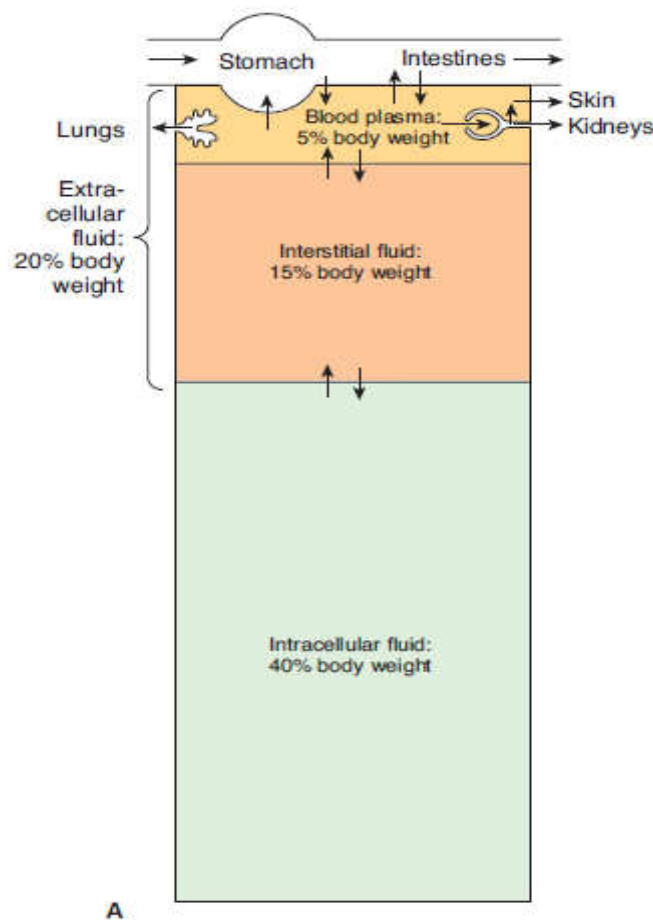 Stomach
Intestines
Skin
Lungs
Blood plasma:
5% body weight
Kidneys
Extra-
cellular
fluid:
20% body
weight
Interstitial fluid:
15% body weight
Intracellular fluid:
40% body weight
A